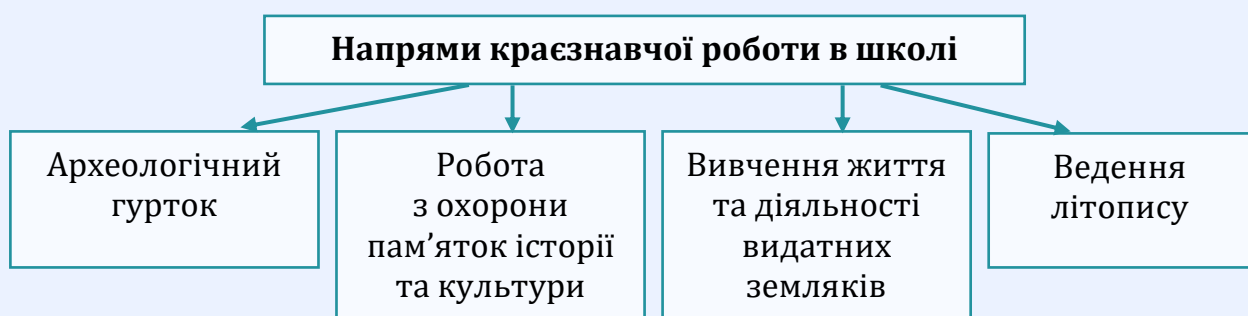 Напрями краєзнавчої роботи в школі
Археологічний
гурток
Робота
з охорони
пам’яток історії
та культури
Вивчення життя
та діяльності
видатних
земляків
Ведення
літопису